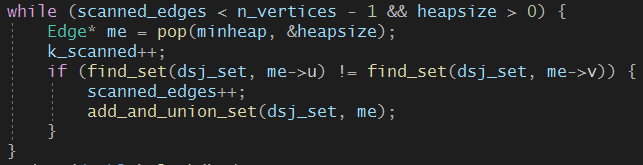 while (scanned_edges < n_vertices - 1 && heapsize > 0) {
    Edge* me = pop(minheap, &heapsize);
    k_scanned++;
    if (find_set(dsj_set, me->u) != find_set(dsj_set, me->v)) {
        scanned_edges++;
        add_and_union_set(dsj_set, me);
    }
}